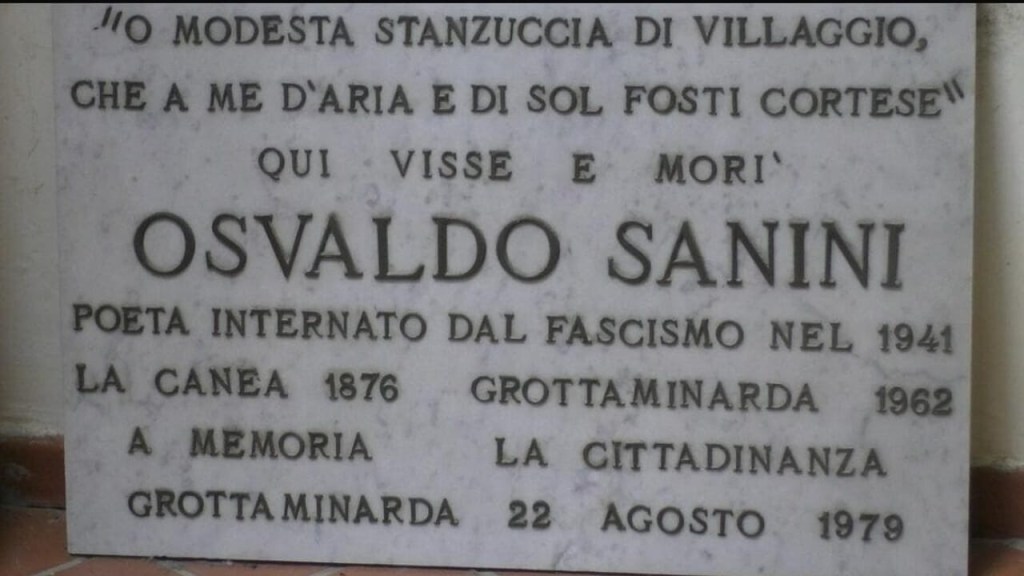 "O MODESTA STANZUCCIA DI VILLAGGIO,
CHE A ME D'ARIA E DI SOL FOSTI CORTESE"
QUI VISSE E MORI'
OSVALDO SANINI
POETA INTERNATO DAL FASCISMO NEL 1941
LA CANEA 1876 GROTTAMINARDA 1962
A MEMORIA LA CITTADINANZA
GROTTAMINARDA 22 AGOSTO 1979